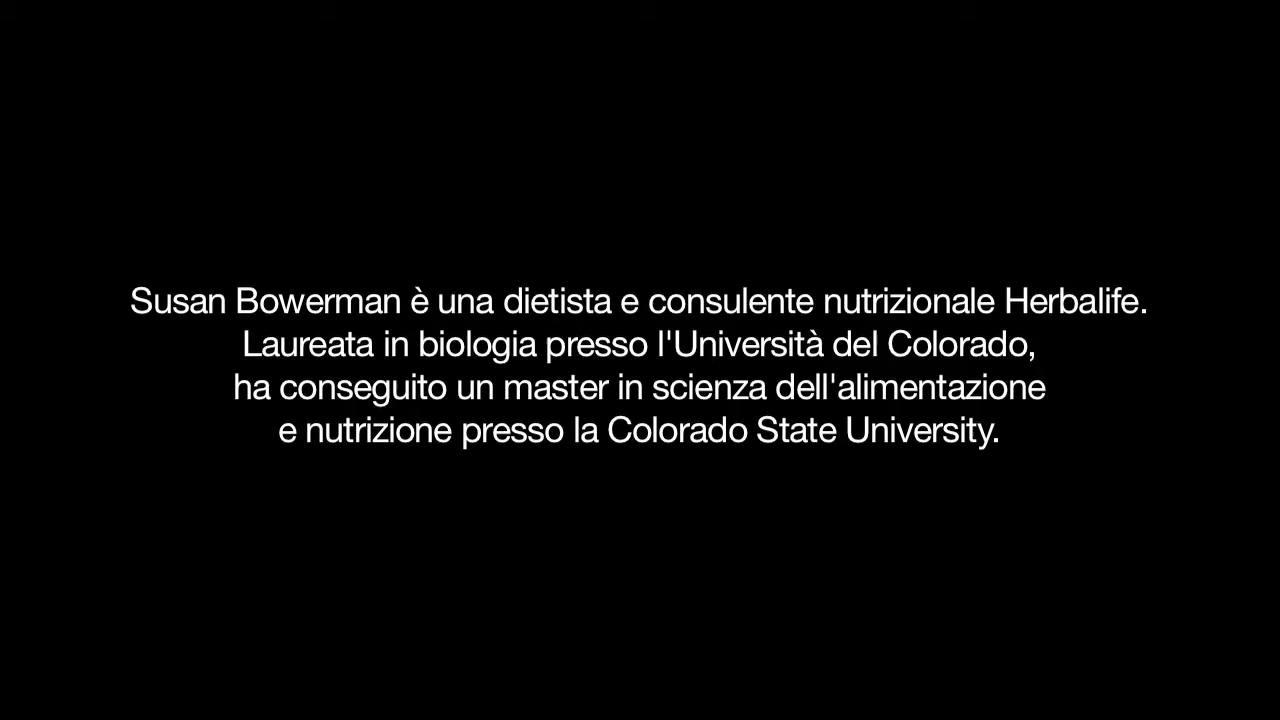 Susan Bowerman è una dietista e consulente nutrizionale Herbalife.
Laureata in biologia presso l'Università del Colorado,
ha conseguito un master in scienza dell'alimentazione
e nutrizione presso la Colorado State University.